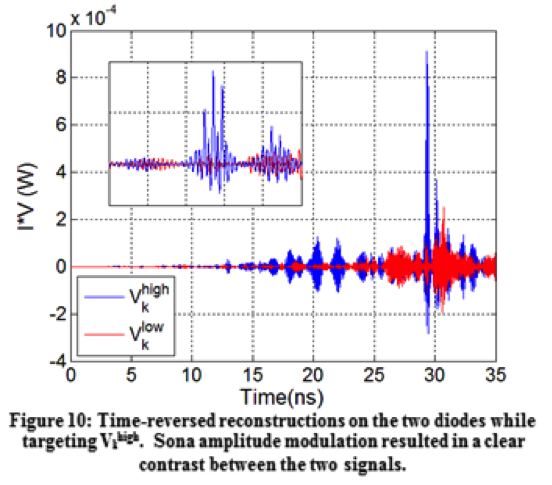 × 10⁻⁴
10
8
6
4
2
0
-2
-4
I*V (W)
V_k^high
V_k^low
0 5 10 15 20 25 30 35
Time(ns)
Figure 10: Time-reversed reconstructions on the two diodes while
targeting V_k^high. Sona amplitude modulation resulted in a clear
contrast between the two signals.